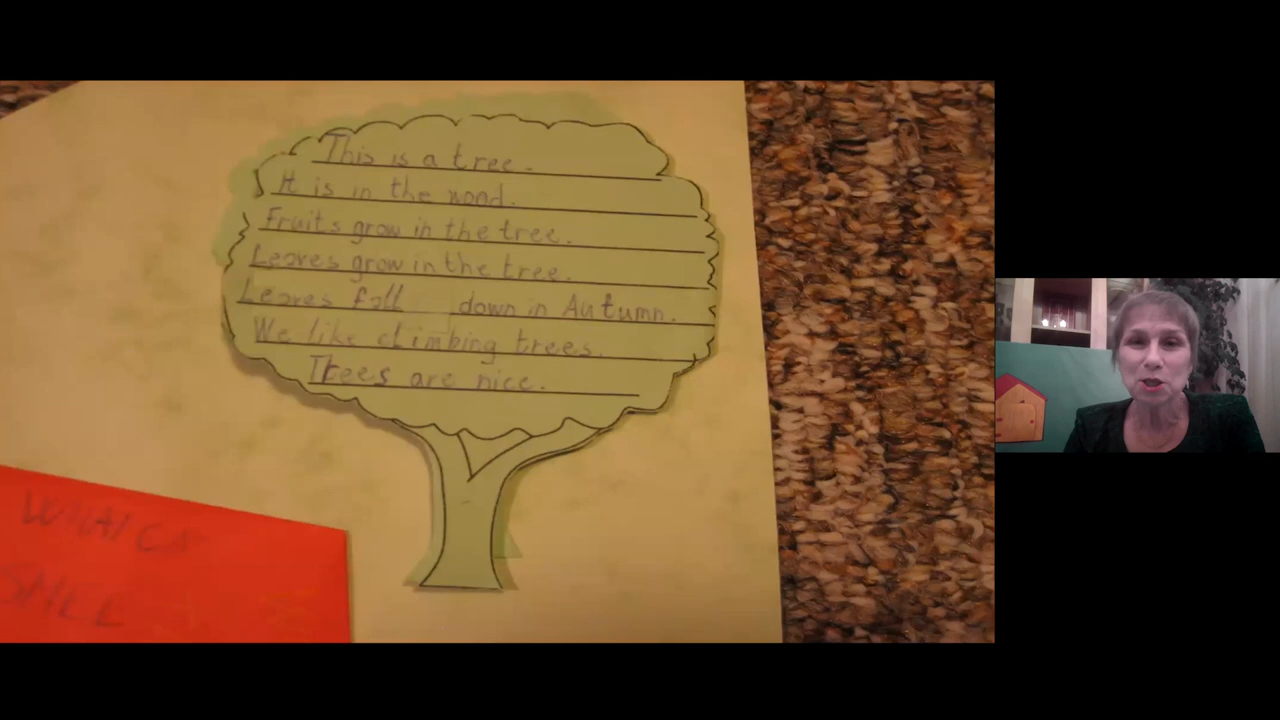 This is a tree.
It is in the wood.
Fruits grow in the tree.
Leaves grow in the tree.
Leaves fall down in Autumn.
We like climbing trees.
Trees are nice.